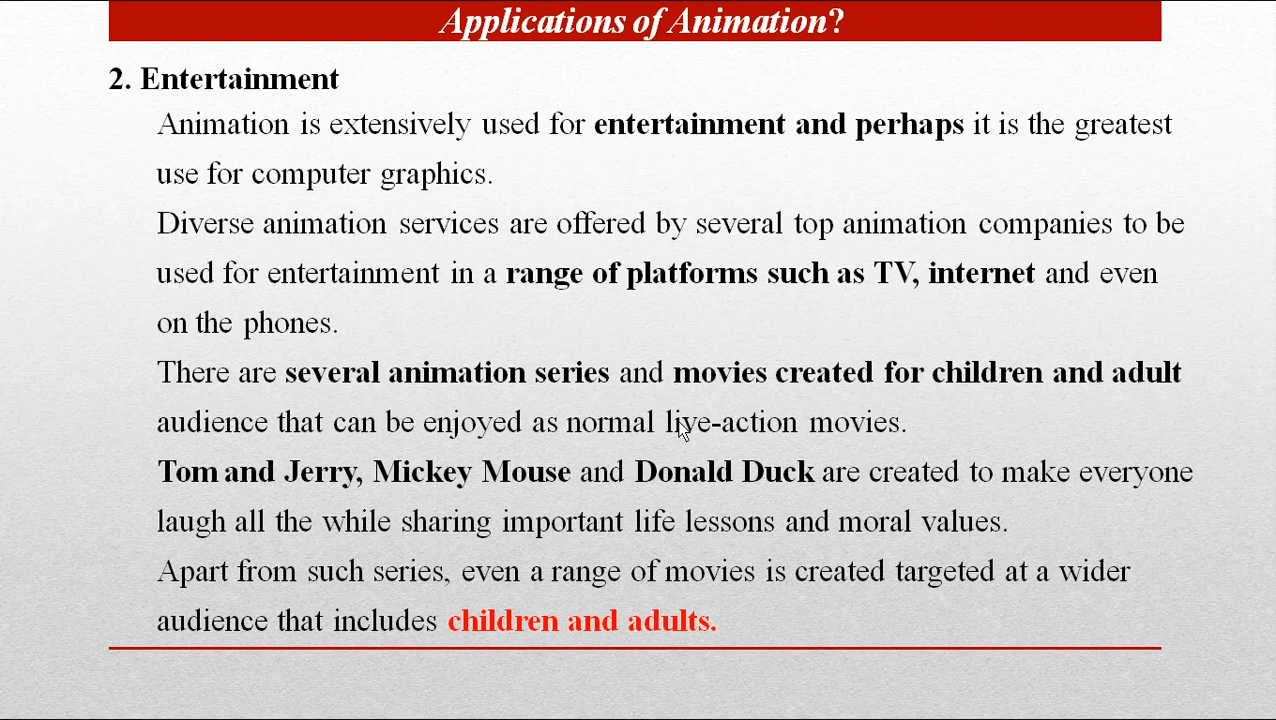 Applications of Animation?
2. Entertainment
Animation is extensively used for entertainment and perhaps it is the greatest
use for computer graphics.
Diverse animation services are offered by several top animation companies to be
used for entertainment in a range of platforms such as TV, internet and even
on the phones.
There are several animation series and movies created for children and adult
audience that can be enjoyed as normal live-action movies.
Tom and Jerry, Mickey Mouse and Donald Duck are created to make everyone
laugh all the while sharing important life lessons and moral values.
Apart from such series, even a range of movies is created targeted at a wider
audience that includes children and adults.